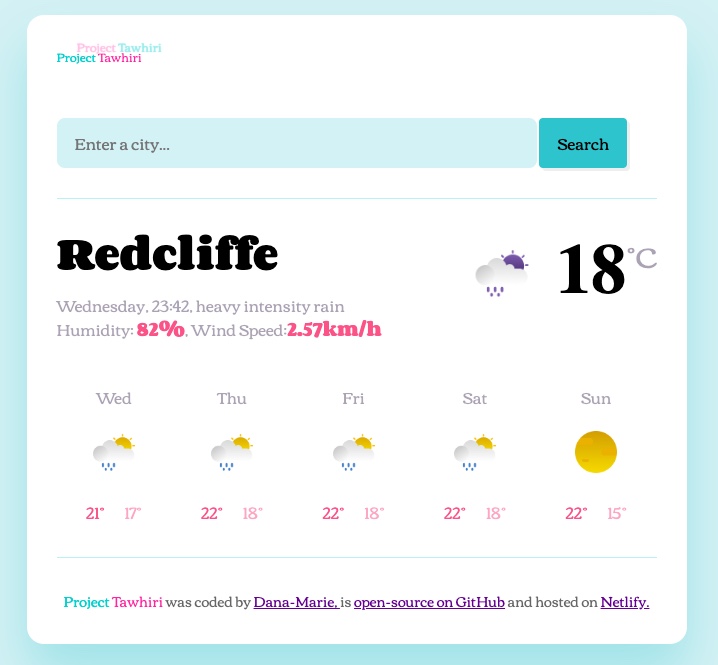 Project Tawhiri
Project Tawhiri
Enter a city... Search
Redcliffe 18°C
Wednesday, 23:42, heavy intensity rain
Humidity: 82%, Wind Speed:2.57km/h
Wed Thu Fri Sat Sun
21° 17° 22° 18° 22° 18° 22° 18° 22° 15°
Project Tawhiri was coded by Dana-Marie, is open-source on GitHub and hosted on Netlify.